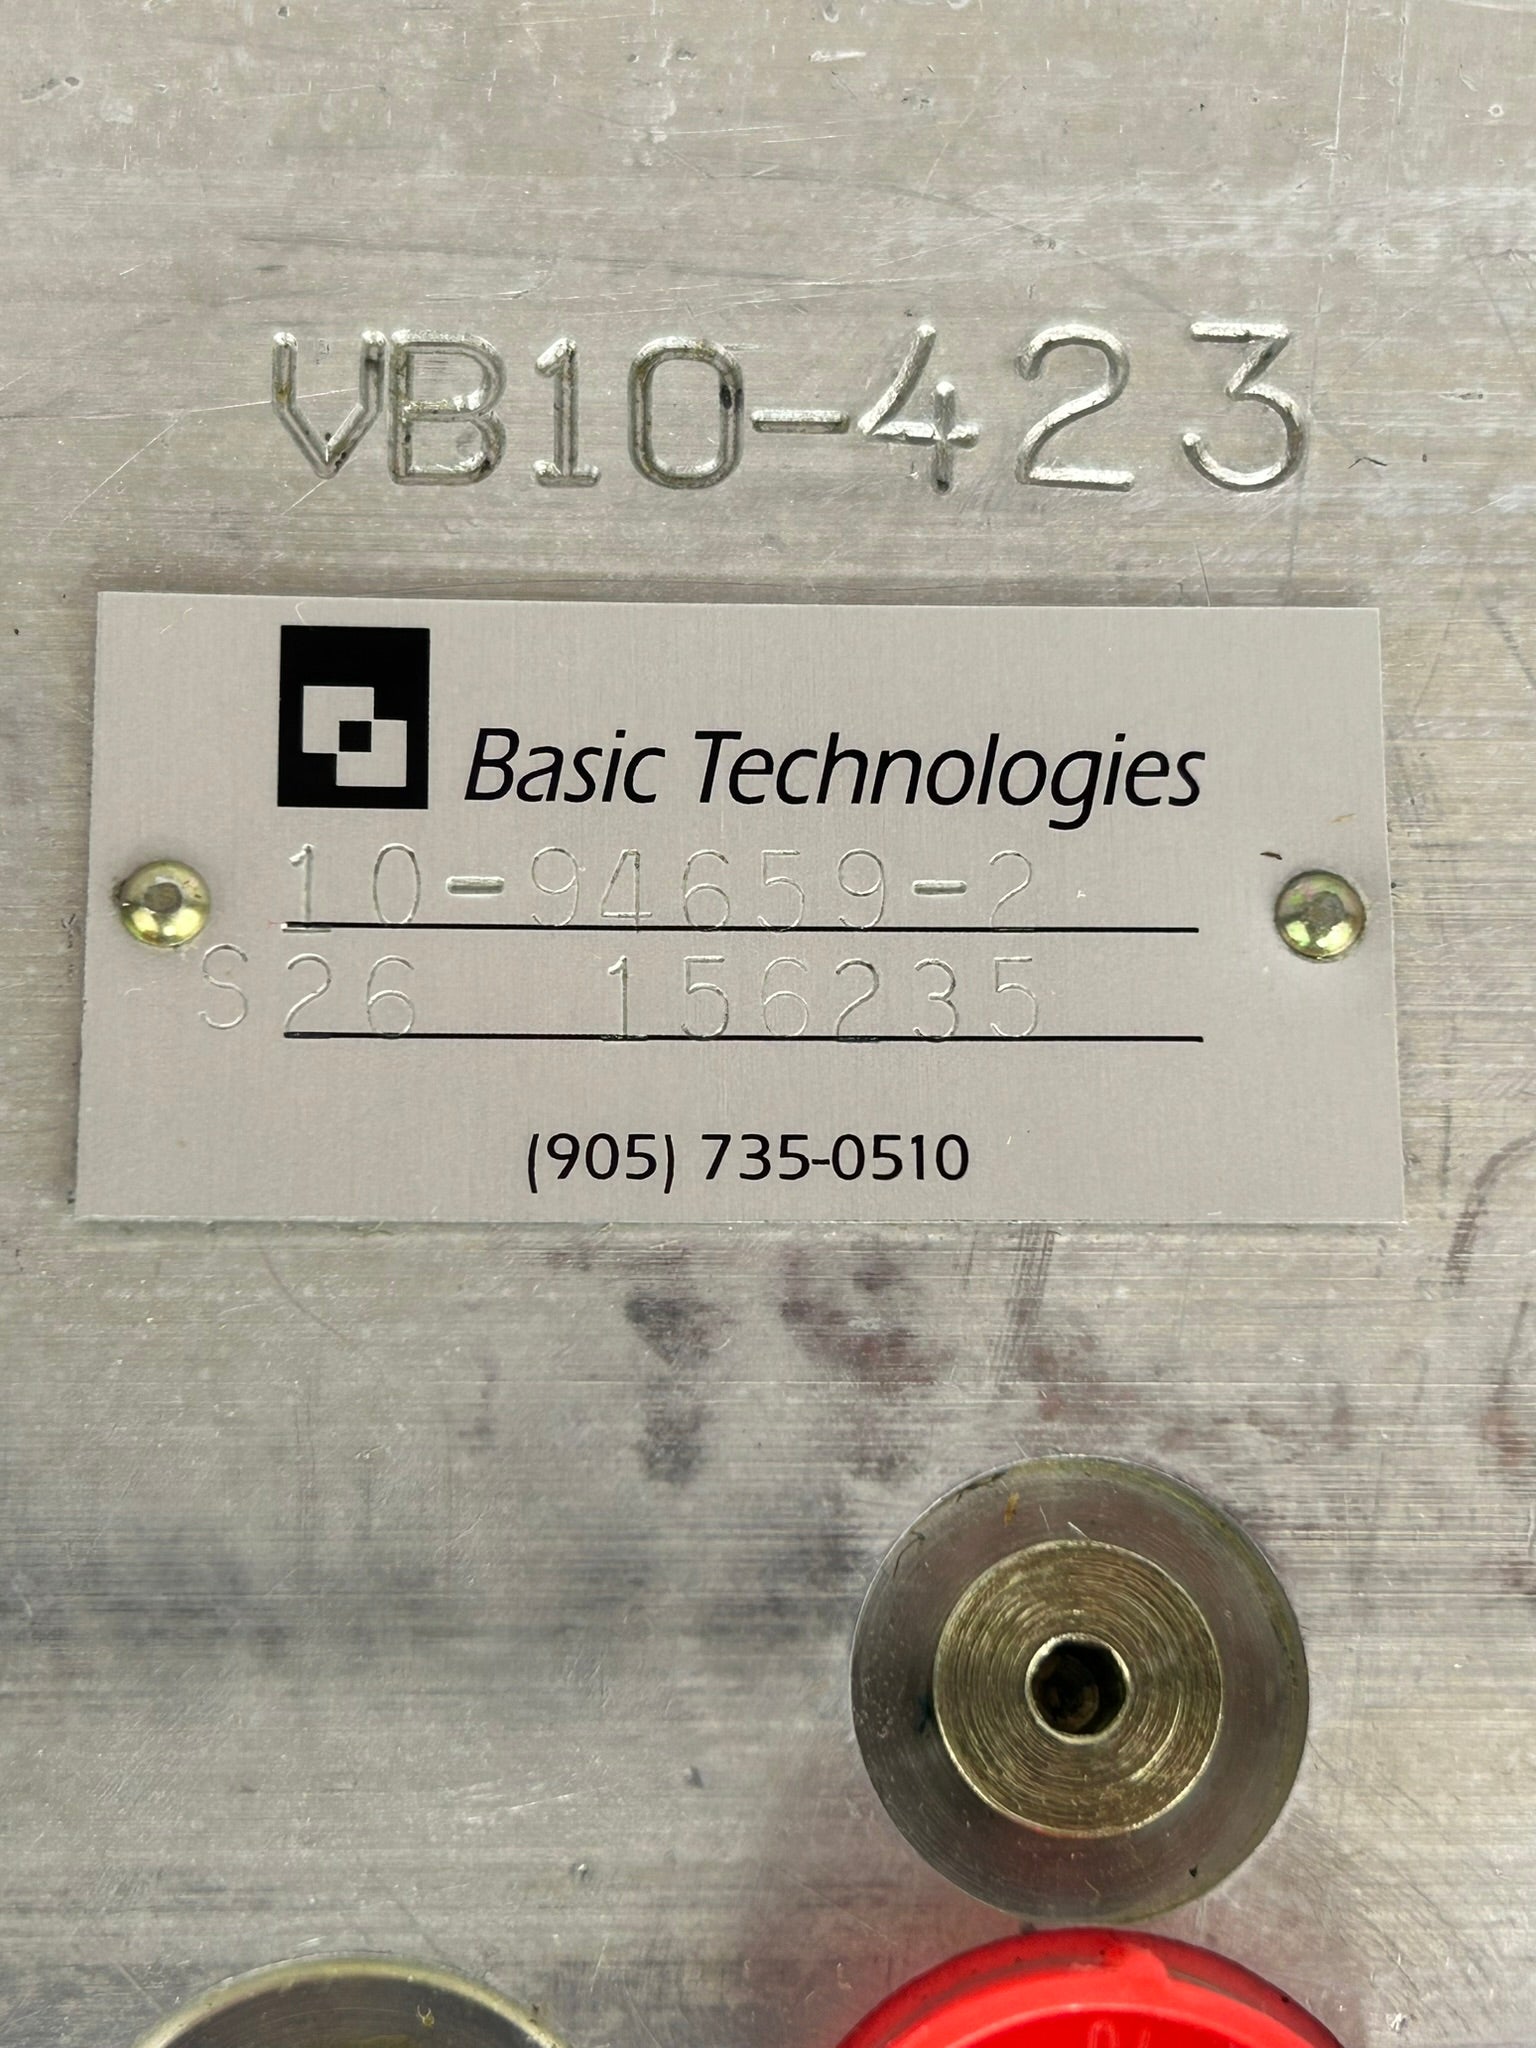 VB10-423
Basic Technologies
10-94659-2
S26 156235
(905) 735-0510